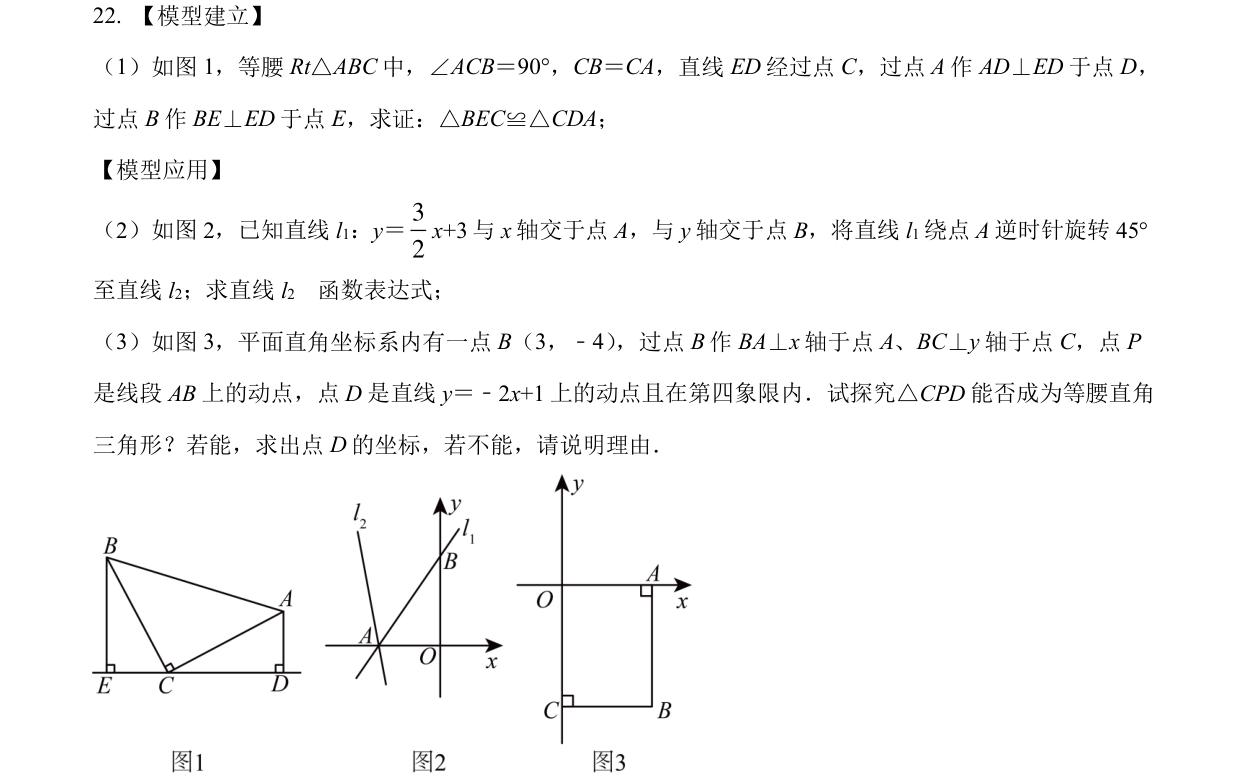 22. 【模型建立】
（1）如图 1，等腰 Rt△ABC 中，∠ACB＝90°，CB＝CA，直线 ED 经过点 C，过点 A 作 AD⊥ED 于点 D，
过点 B 作 BE⊥ED 于点 E，求证：△BEC≌△CDA；
【模型应用】
（2）如图 2，已知直线 l₁：y＝3/2 x+3 与 x 轴交于点 A，与 y 轴交于点 B，将直线 l₁ 绕点 A 逆时针旋转 45°
至直线 l₂；求直线 l₂ 函数表达式；
（3）如图 3，平面直角坐标系内有一点 B（3，﹣4），过点 B 作 BA⊥x 轴于点 A、BC⊥y 轴于点 C，点 P
是线段 AB 上的动点，点 D 是直线 y＝﹣2x+1 上的动点且在第四象限内．试探究△CPD 能否成为等腰直角
三角形？若能，求出点 D 的坐标，若不能，请说明理由．
B
A
E
C
D
图1
l₂
y
l₁
B
A
O
x
图2
y
A
O
x
C
B
图3